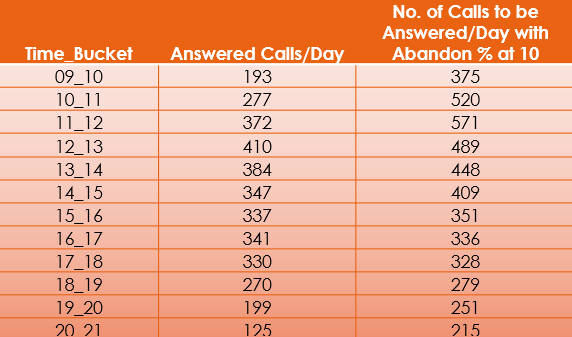 Time_Bucket Answered Calls/Day No. of Calls to be
Answered/Day with
Abandon % at 10
09_10 193 375
10_11 277 520
11_12 372 571
12_13 410 489
13_14 384 448
14_15 347 409
15_16 337 351
16_17 341 336
17_18 330 328
18_19 270 279
19_20 199 251
20_21 125 215